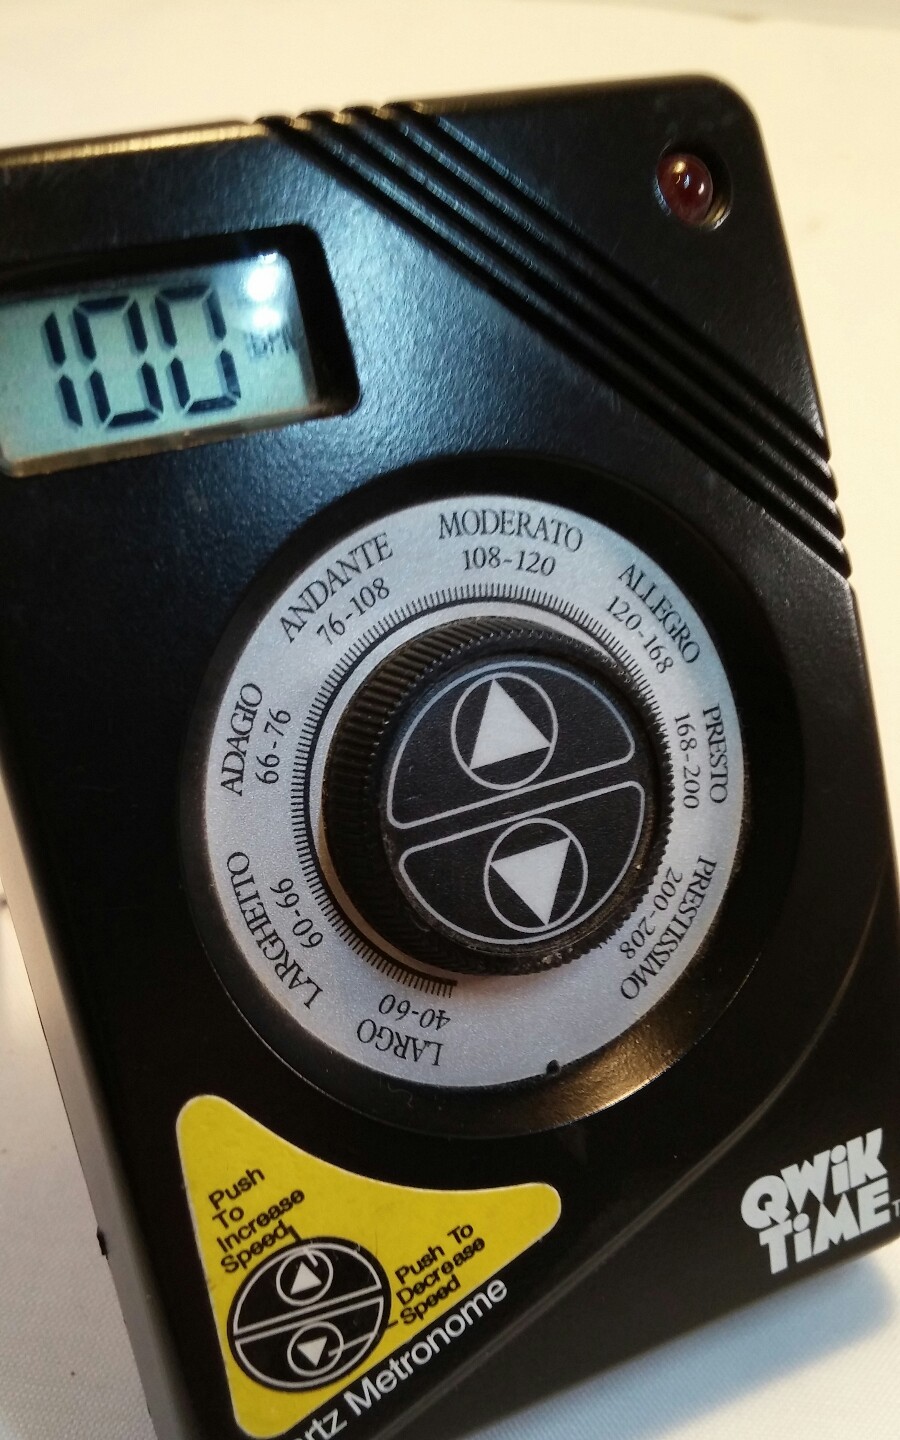 100
BPM
MODERATO
108-120
ANDANTE
76-108
ALLEGRO
120-168
ADAGIO
66-76
PRESTO
168-200
LARGHETTO
60-66
PRESTISSIMO
200-208
LARGO
40-60
Push
To
Increase
Speed
Push To
Decrease
Speed
QWiK
TiME
Metronome